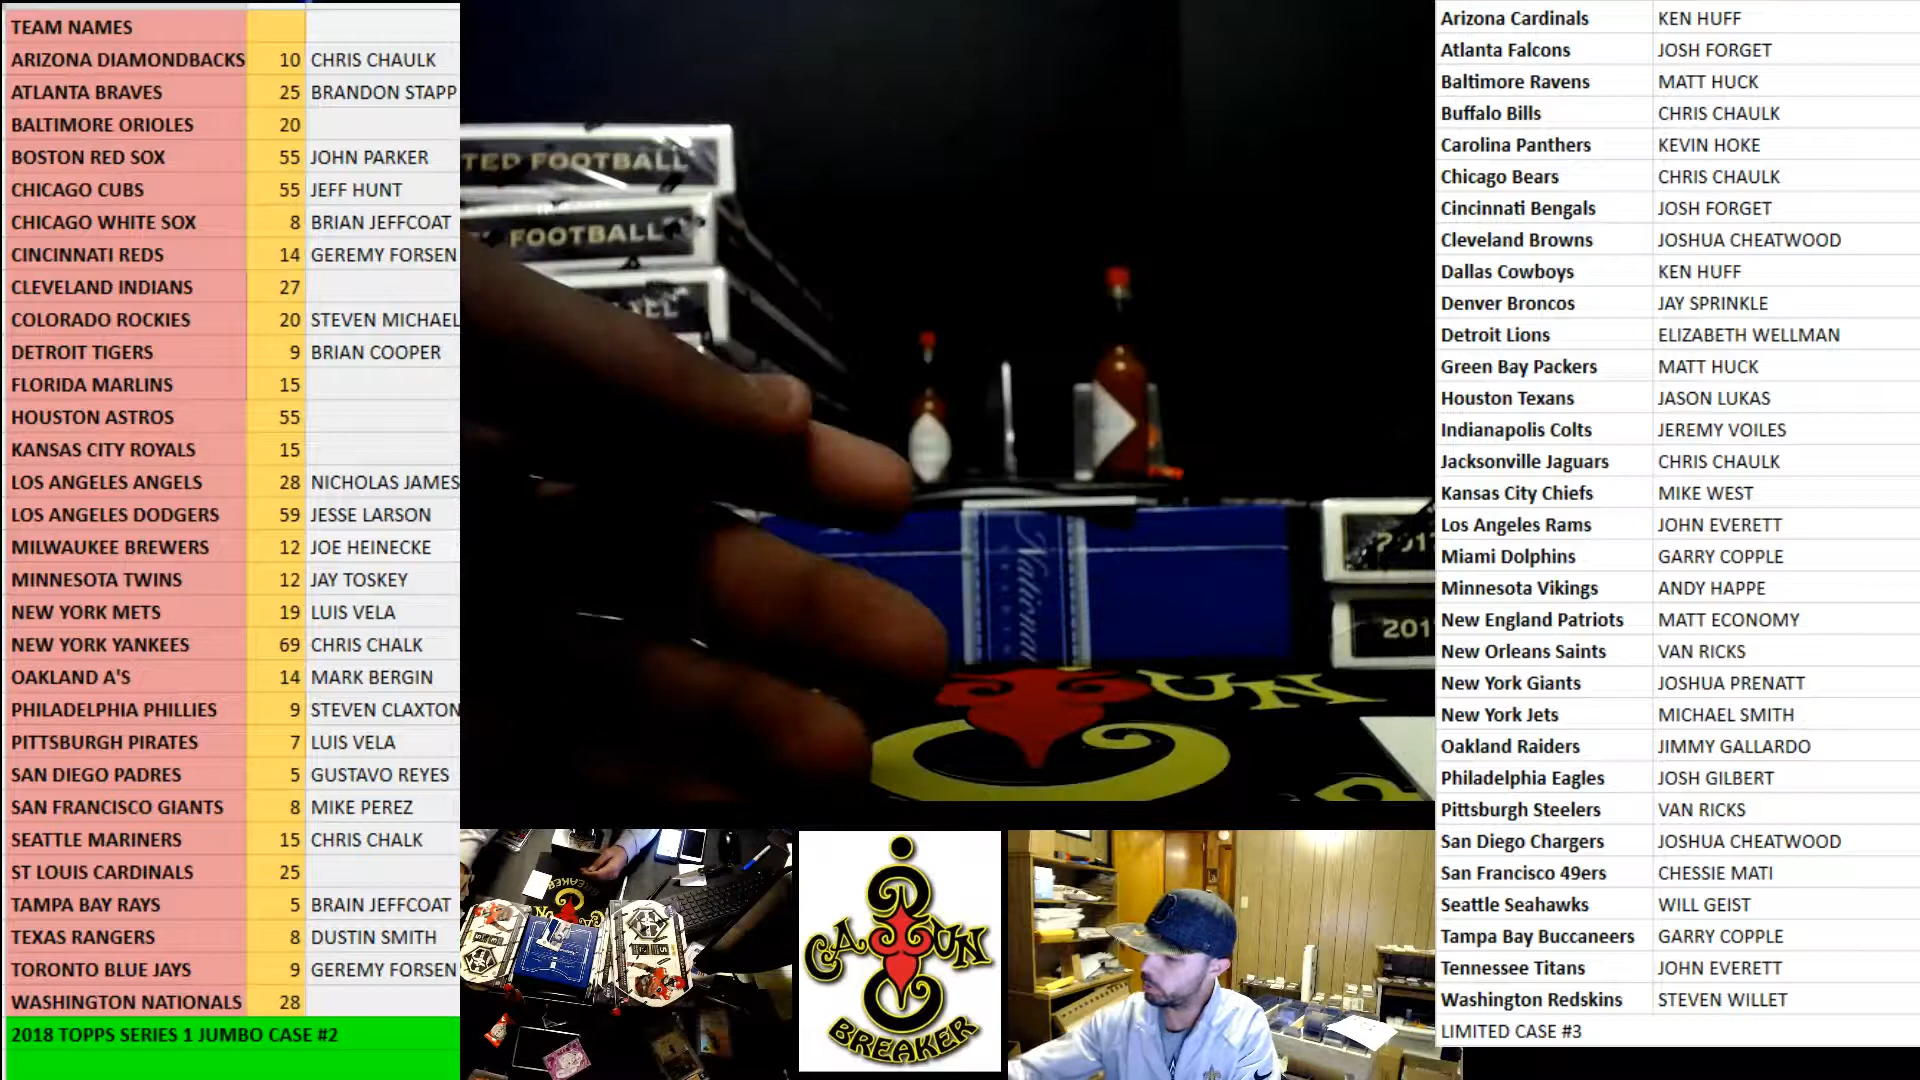 TEAM NAMES
ARIZONA DIAMONDBACKS 10 CHRIS CHAULK
ATLANTA BRAVES 25 BRANDON STAPP
BALTIMORE ORIOLES 20
BOSTON RED SOX 55 JOHN PARKER
CHICAGO CUBS 55 JEFF HUNT
CHICAGO WHITE SOX 8 BRIAN JEFFCOAT
CINCINNATI REDS 14 GEREMY FORSEN
CLEVELAND INDIANS 27
COLORADO ROCKIES 20 STEVEN MICHAEL
DETROIT TIGERS 9 BRIAN COOPER
FLORIDA MARLINS 15
HOUSTON ASTROS 55
KANSAS CITY ROYALS 15
LOS ANGELES ANGELS 28 NICHOLAS JAMES
LOS ANGELES DODGERS 59 JESSE LARSON
MILWAUKEE BREWERS 12 JOE HEINECKE
MINNESOTA TWINS 12 JAY TOSKEY
NEW YORK METS 19 LUIS VELA
NEW YORK YANKEES 69 CHRIS CHALK
OAKLAND A'S 14 MARK BERGIN
PHILADELPHIA PHILLIES 9 STEVEN CLAXTON
PITTSBURGH PIRATES 7 LUIS VELA
SAN DIEGO PADRES 5 GUSTAVO REYES
SAN FRANCISCO GIANTS 8 MIKE PEREZ
SEATTLE MARINERS 15 CHRIS CHALK
ST LOUIS CARDINALS 25
TAMPA BAY RAYS 5 BRAIN JEFFCOAT
TEXAS RANGERS 8 DUSTIN SMITH
TORONTO BLUE JAYS 9 GEREMY FORSEN
WASHINGTON NATIONALS 28
2018 TOPPS SERIES 1 JUMBO CASE #2
TED FOOTBALL
FOOTBALL
National
2017
201
UN
CAJUN
BREAKER
Arizona Cardinals KEN HUFF
Atlanta Falcons JOSH FORGET
Baltimore Ravens MATT HUCK
Buffalo Bills CHRIS CHAULK
Carolina Panthers KEVIN HOKE
Chicago Bears CHRIS CHAULK
Cincinnati Bengals JOSH FORGET
Cleveland Browns JOSHUA CHEATWOOD
Dallas Cowboys KEN HUFF
Denver Broncos JAY SPRINKLE
Detroit Lions ELIZABETH WELLMAN
Green Bay Packers MATT HUCK
Houston Texans JASON LUKAS
Indianapolis Colts JEREMY VOILES
Jacksonville Jaguars CHRIS CHAULK
Kansas City Chiefs MIKE WEST
Los Angeles Rams JOHN EVERETT
Miami Dolphins GARRY COPPLE
Minnesota Vikings ANDY HAPPE
New England Patriots MATT ECONOMY
New Orleans Saints VAN RICKS
New York Giants JOSHUA PRENATT
New York Jets MICHAEL SMITH
Oakland Raiders JIMMY GALLARDO
Philadelphia Eagles JOSH GILBERT
Pittsburgh Steelers VAN RICKS
San Diego Chargers JOSHUA CHEATWOOD
San Francisco 49ers CHESSIE MATI
Seattle Seahawks WILL GEIST
Tampa Bay Buccaneers GARRY COPPLE
Tennessee Titans JOHN EVERETT
Washington Redskins STEVEN WILLET
LIMITED CASE #3